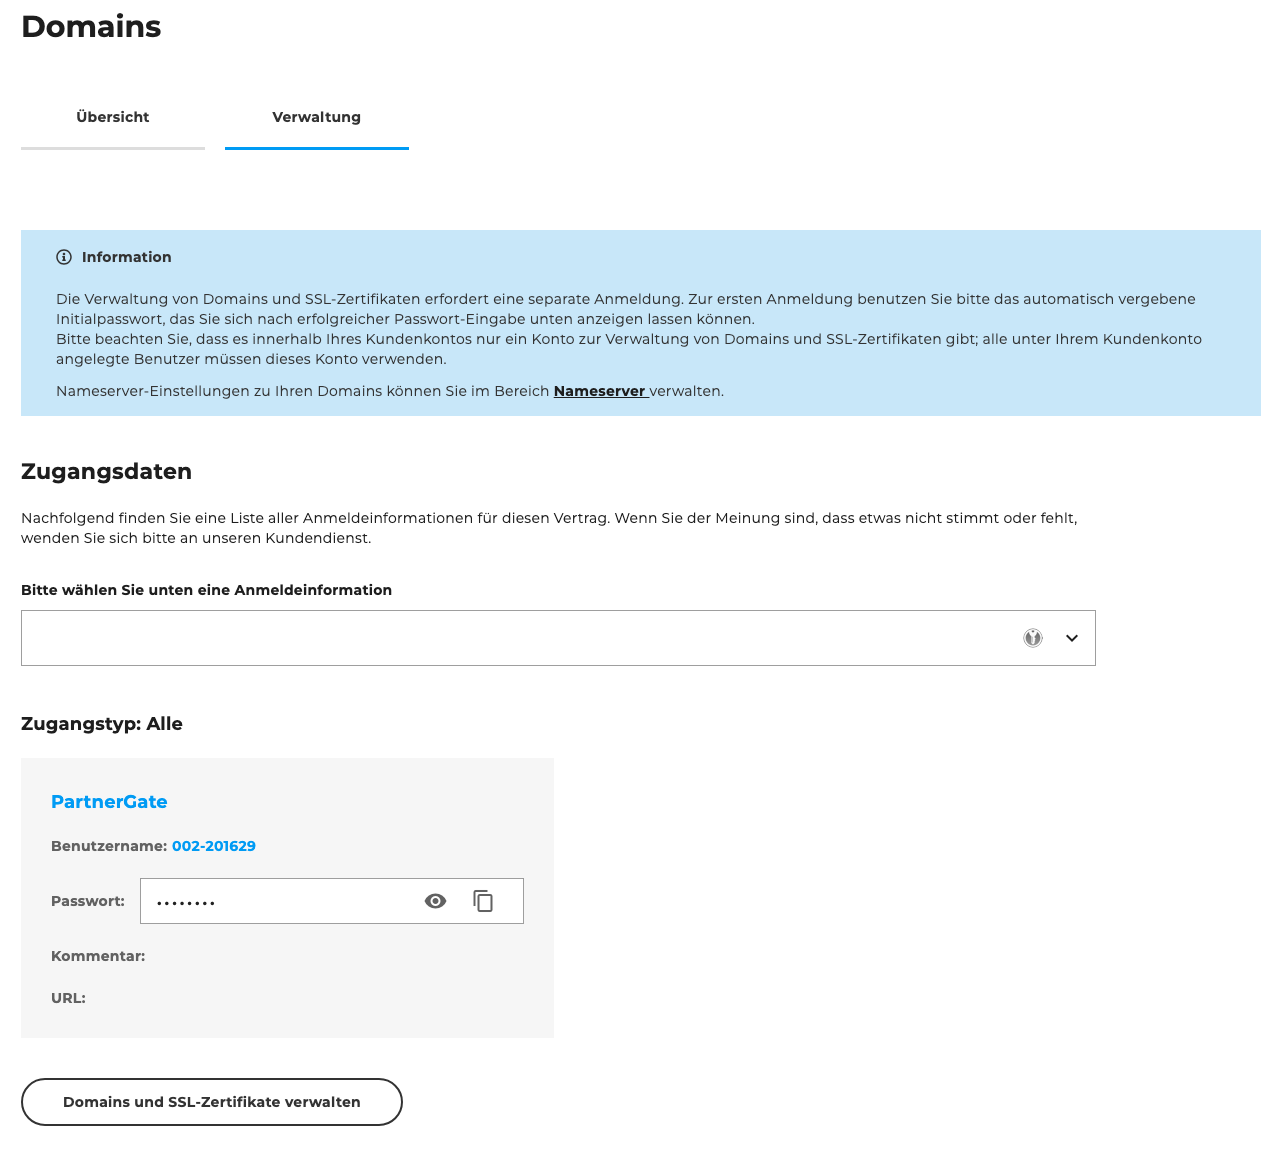 Domains
Übersicht
Verwaltung
Information
Die Verwaltung von Domains und SSL-Zertifikaten erfordert eine separate Anmeldung. Zur ersten Anmeldung benutzen Sie bitte das automatisch vergebene
Initialpasswort, das Sie sich nach erfolgreicher Passwort-Eingabe unten anzeigen lassen können.
Bitte beachten Sie, dass es innerhalb Ihres Kundenkontos nur ein Konto zur Verwaltung von Domains und SSL-Zertifikaten gibt; alle unter Ihrem Kundenkonto
angelegte Benutzer müssen dieses Konto verwenden.
Nameserver-Einstellungen zu Ihren Domains können Sie im Bereich Nameserver verwalten.
Zugangsdaten
Nachfolgend finden Sie eine Liste aller Anmeldeinformationen für diesen Vertrag. Wenn Sie der Meinung sind, dass etwas nicht stimmt oder fehlt,
wenden Sie sich bitte an unseren Kundendienst.
Bitte wählen Sie unten eine Anmeldeinformation
Zugangstyp: Alle
PartnerGate
Benutzername: 002-201629
Passwort: ••••••••
Kommentar:
URL:
Domains und SSL-Zertifikate verwalten